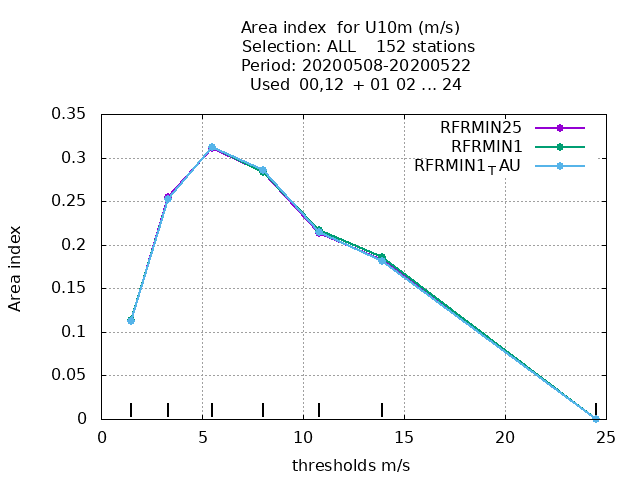 Area index  for U10m (m/s)
Selection: ALL    152 stations
Period: 20200508-20200522
Used  00,12  + 01 02 ... 24
RFRMIN25
RFRMIN1
RFRMIN1TAU
0.35
0.3
0.25
0.2
0.15
0.1
0.05
0
Area index
0 5 10 15 20 25
thresholds m/s